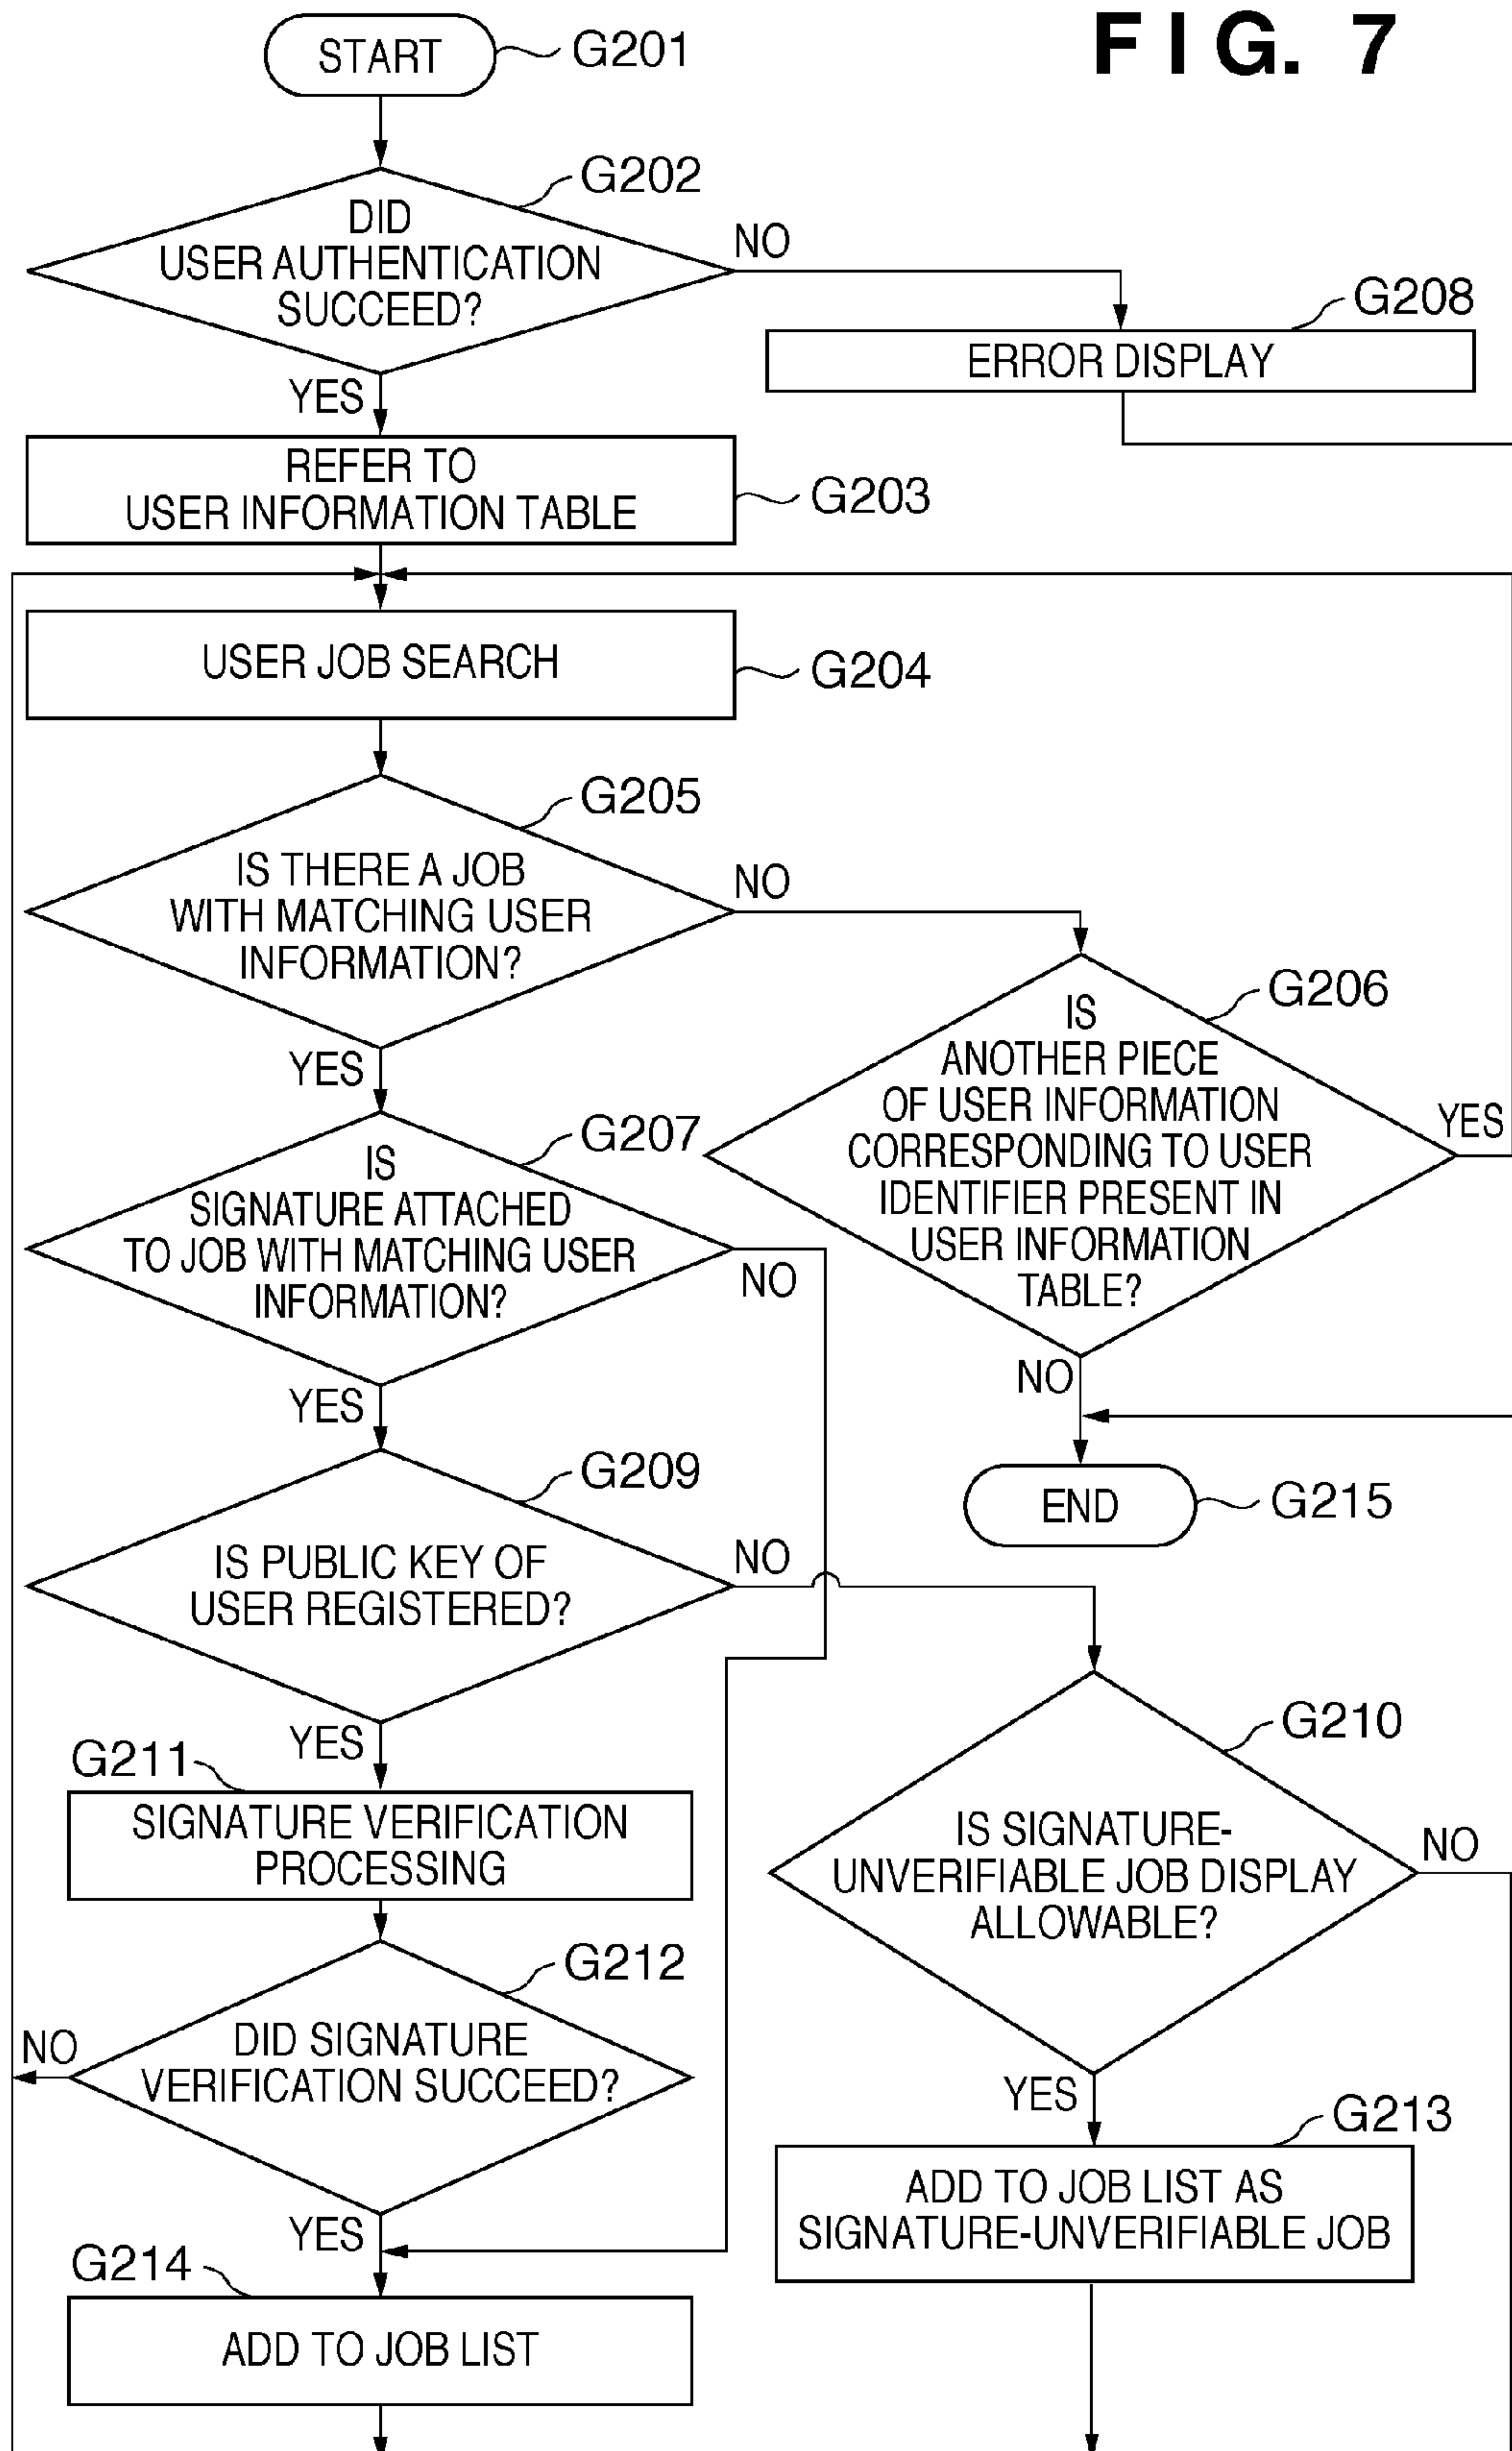 FIG. 7
START
G201
G202
DID
USER AUTHENTICATION
SUCCEED?
NO
YES
G208
ERROR DISPLAY
REFER TO
USER INFORMATION TABLE
G203
USER JOB SEARCH
G204
G205
IS THERE A JOB
WITH MATCHING USER
INFORMATION?
NO
YES
G206
IS
ANOTHER PIECE
OF USER INFORMATION
CORRESPONDING TO USER
IDENTIFIER PRESENT IN
USER INFORMATION
TABLE?
YES
NO
G207
IS
SIGNATURE ATTACHED
TO JOB WITH MATCHING USER
INFORMATION?
NO
YES
END
G215
G209
IS PUBLIC KEY OF
USER REGISTERED?
NO
YES
G210
IS SIGNATURE-
UNVERIFIABLE JOB DISPLAY
ALLOWABLE?
NO
YES
G211
SIGNATURE VERIFICATION
PROCESSING
G212
DID SIGNATURE
VERIFICATION SUCCEED?
NO
YES
G213
ADD TO JOB LIST AS
SIGNATURE-UNVERIFIABLE JOB
G214
ADD TO JOB LIST